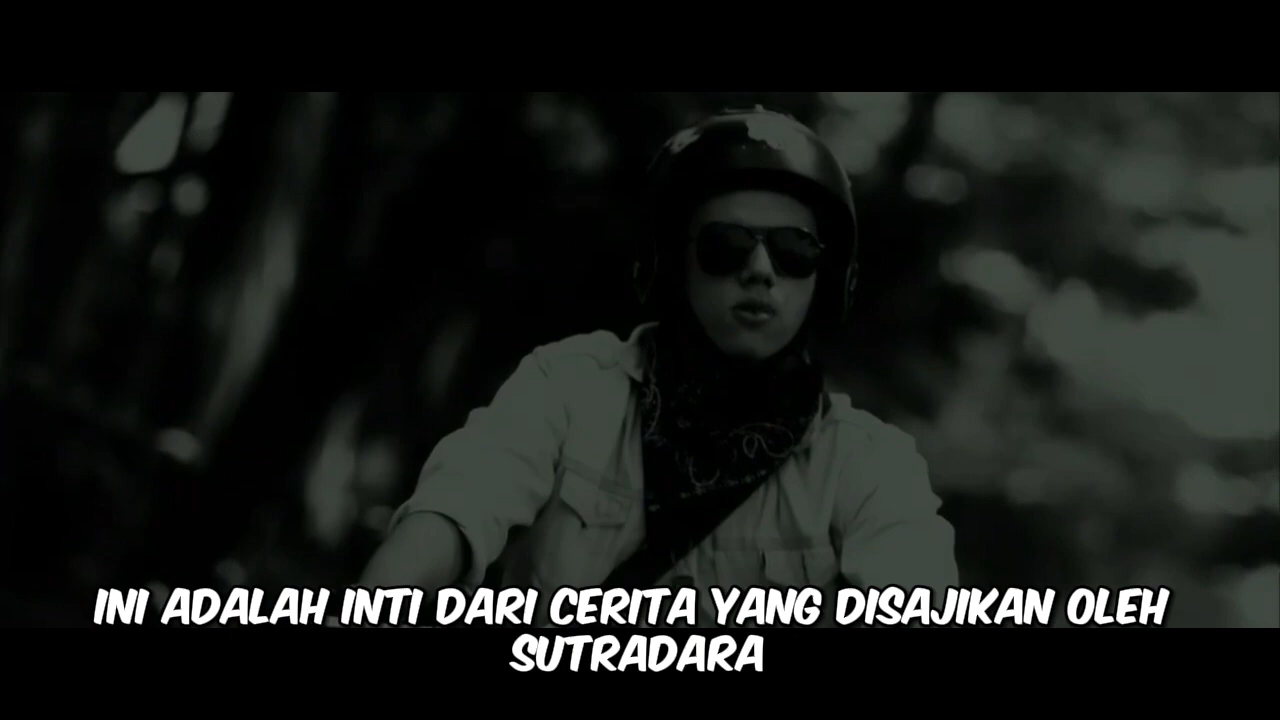 INI ADALAH INTI DARI CERITA YANG DISAJIKAN OLEH
SUTRADARA